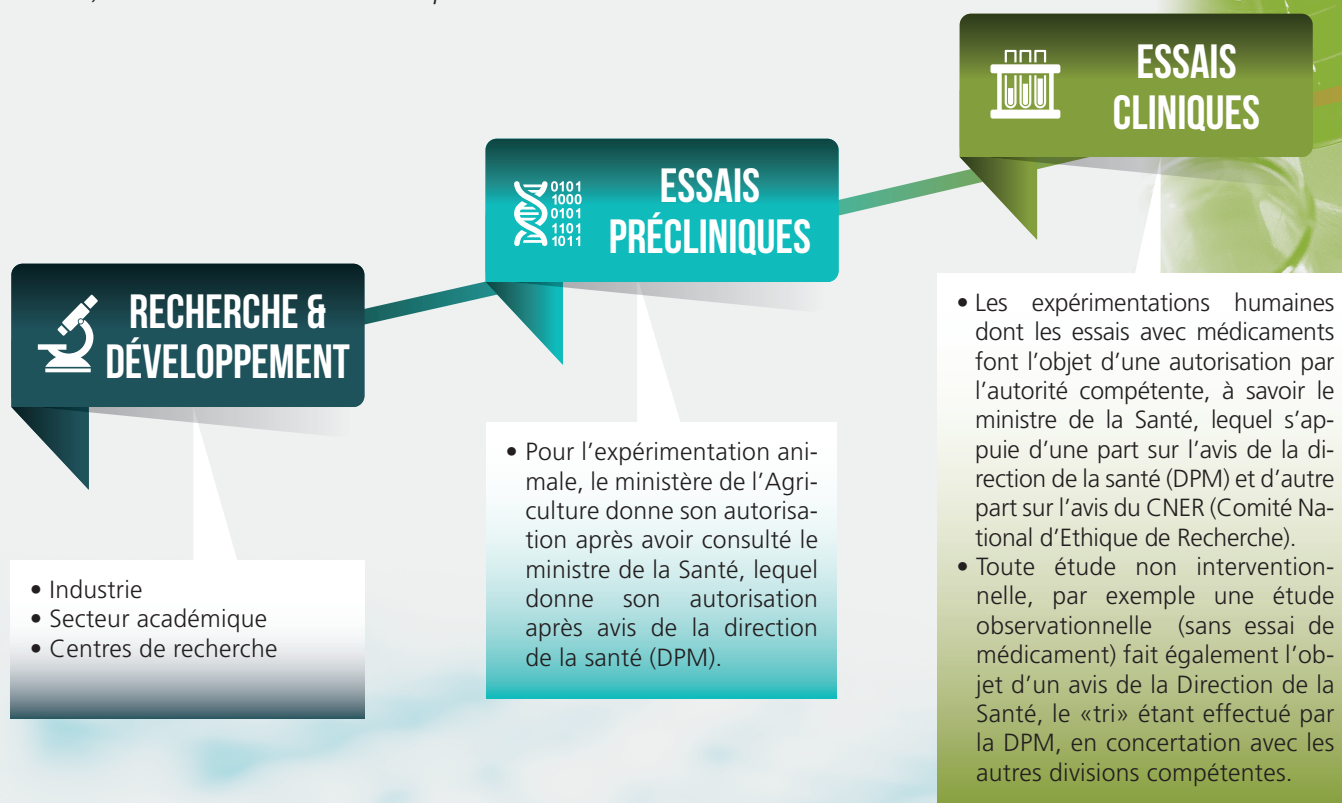 RECHERCHE &
DÉVELOPPEMENT
• Industrie
• Secteur académique
• Centres de recherche
0101
1000
0101
1101
1011
ESSAIS
PRÉCLINIQUES
• Pour l’expérimentation ani-
male, le ministère de l’Agri-
culture donne son autorisa-
tion après avoir consulté le
ministre de la Santé, lequel
donne son autorisation
après avis de la direction
de la santé (DPM).
ESSAIS
CLINIQUES
• Les expérimentations humaines
dont les essais avec médicaments
font l’objet d’une autorisation par
l’autorité compétente, à savoir le
ministre de la Santé, lequel s’ap-
puie d’une part sur l’avis de la di-
rection de la santé (DPM) et d’autre
part sur l’avis du CNER (Comité Na-
tional d’Ethique de Recherche).
• Toute étude non intervention-
nelle, par exemple une étude
observationnelle (sans essai de
médicament) fait également l’ob-
jet d’un avis de la Direction de la
Santé, le «tri» étant effectué par
la DPM, en concertation avec les
autres divisions compétentes.